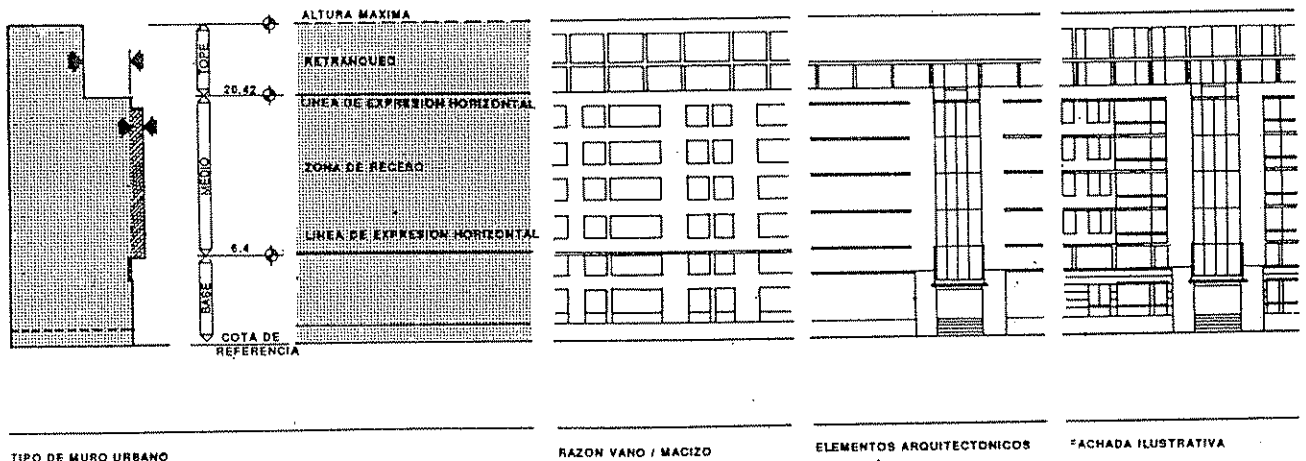 ALTURA MAXIMA
TOPE
RETRANQUEO
20.42
LINEA DE EXPRESION HORIZONTAL
MEDIO
ZONA DE RECESO
LINEA DE EXPRESION HORIZONTAL
6.4
BASE
COTA DE
REFERENCIA
TIPO DE MURO URBANO
RAZON VANO / MACIZO
ELEMENTOS ARQUITECTONICOS
FACHADA ILUSTRATIVA